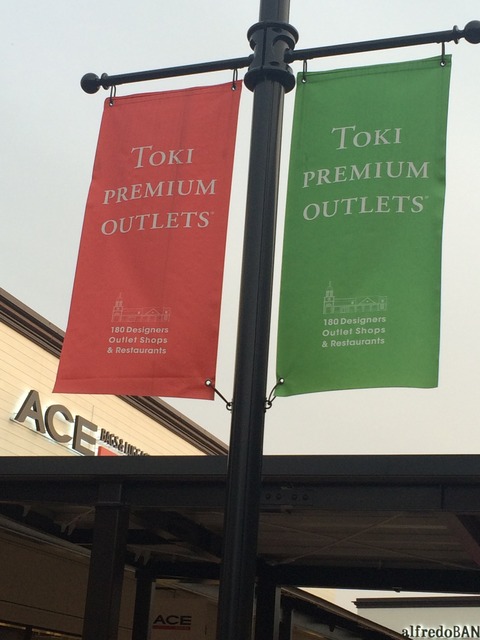 TOKI
PREMIUM
OUTLETS
180 Designers
Outlet Shops
& Restaurants
TOKI
PREMIUM
OUTLETS
180 Designers
Outlet Shops
& Restaurants
ACE
BAGS &
ACE
alfredoBAN